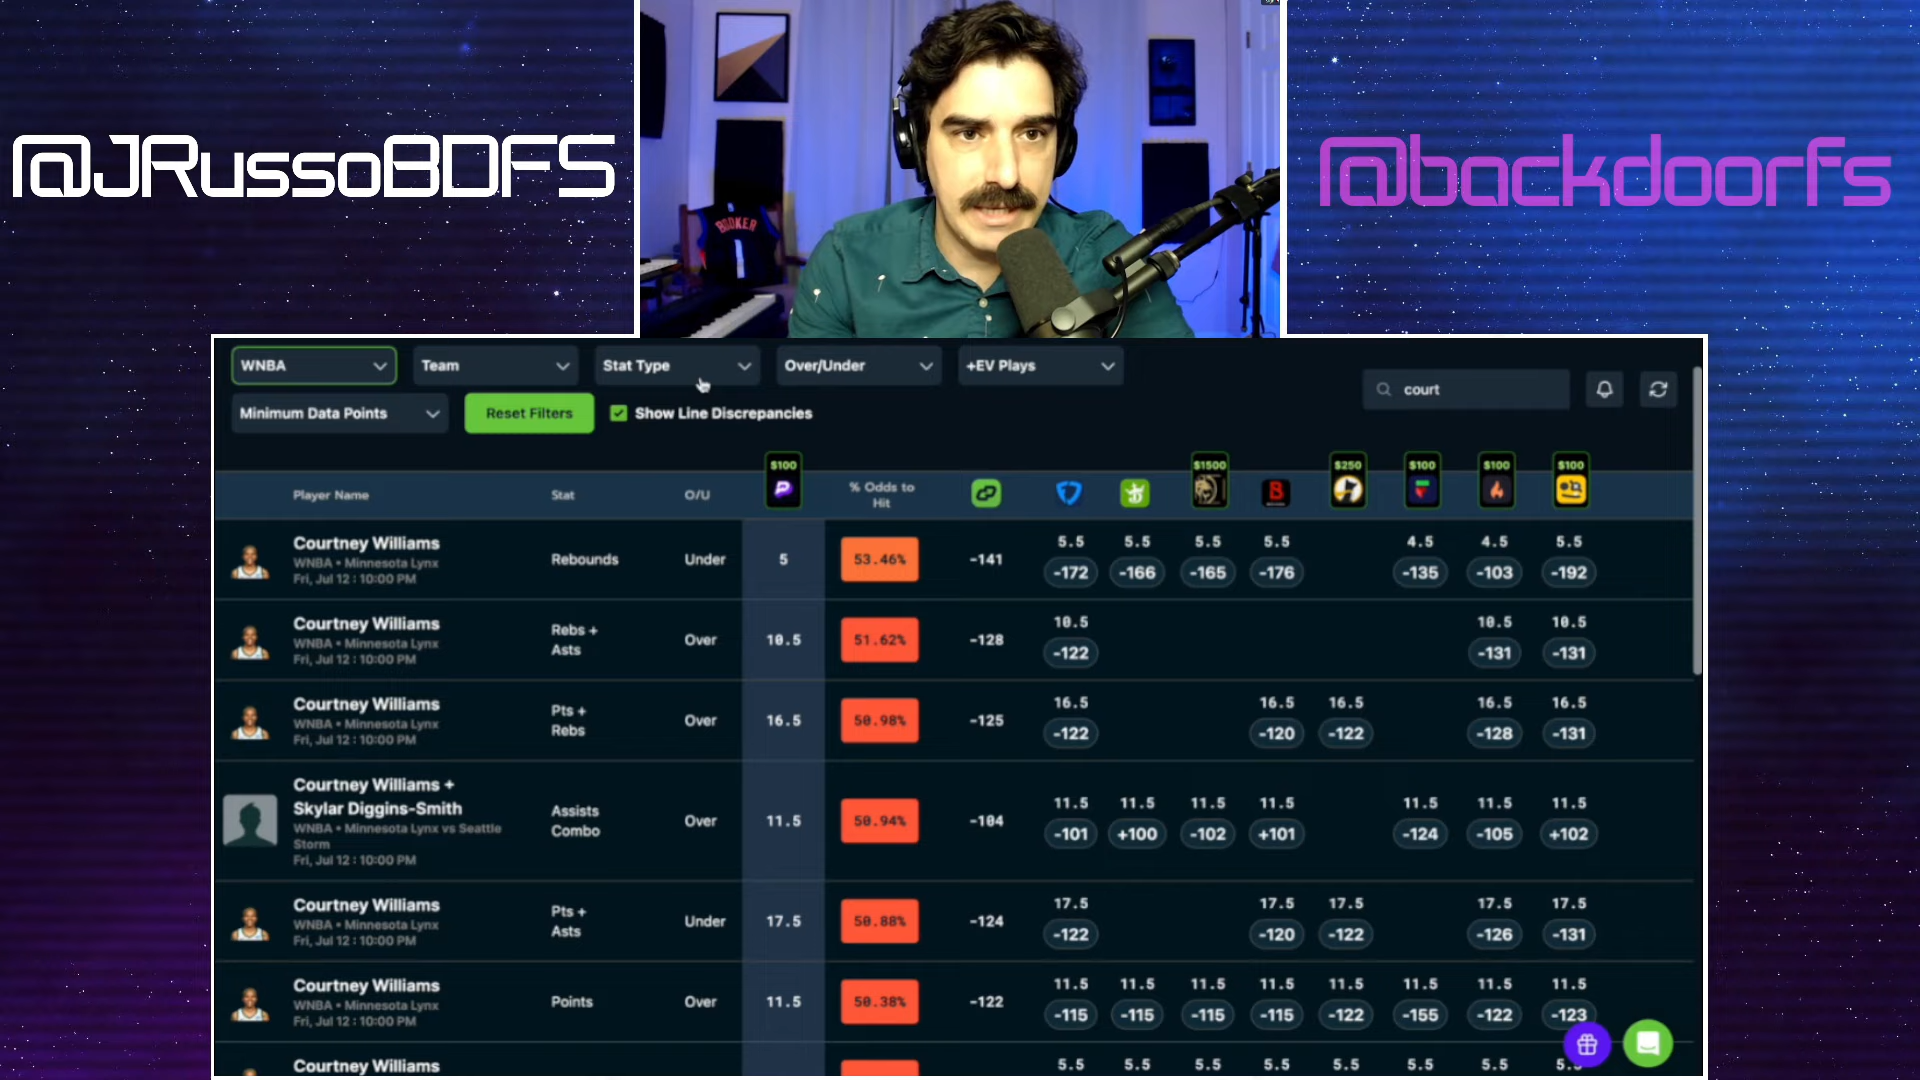 @JRussoBDFS
@backdoorfs
BOOKER
1
WNBA
Team
Stat Type
Over/Under
+EV Plays
court
Minimum Data Points
Reset Filters
Show Line Discrepancies
$100 $1500 $250 $100 $100 $100
Player Name Stat O/U % Odds to Hit
Courtney Williams
WNBA • Minnesota Lynx
Fri, Jul 12 : 10:00 PM
Rebounds Under 5 53.46% -141
5.5 5.5 5.5 5.5 4.5 4.5 5.5
-172 -166 -165 -176 -135 -103 -192
Courtney Williams
WNBA • Minnesota Lynx
Fri, Jul 12 : 10:00 PM
Rebs +
Asts
Over 10.5 51.62% -128
10.5 10.5 10.5
-122 -131 -131
Courtney Williams
WNBA • Minnesota Lynx
Fri, Jul 12 : 10:00 PM
Pts +
Rebs
Over 16.5 50.98% -125
16.5 16.5 16.5 16.5 16.5
-122 -120 -122 -128 -131
Courtney Williams +
Skylar Diggins-Smith
WNBA • Minnesota Lynx vs Seattle
Storm
Fri, Jul 12 : 10:00 PM
Assists
Combo
Over 11.5 50.94% -104
11.5 11.5 11.5 11.5 11.5 11.5 11.5
-101 +100 -102 +101 -124 -105 +102
Courtney Williams
WNBA • Minnesota Lynx
Fri, Jul 12 : 10:00 PM
Pts +
Asts
Under 17.5 50.88% -124
17.5 17.5 17.5 17.5 17.5
-122 -120 -122 -126 -131
Courtney Williams
WNBA • Minnesota Lynx
Fri, Jul 12 : 10:00 PM
Points Over 11.5 50.38% -122
11.5 11.5 11.5 11.5 11.5 11.5 11.5 11.5
-115 -115 -115 -115 -122 -155 -122 -123
Courtney Williams
5.5 5.5 5.5 5.5 5.5 5.5 5.5